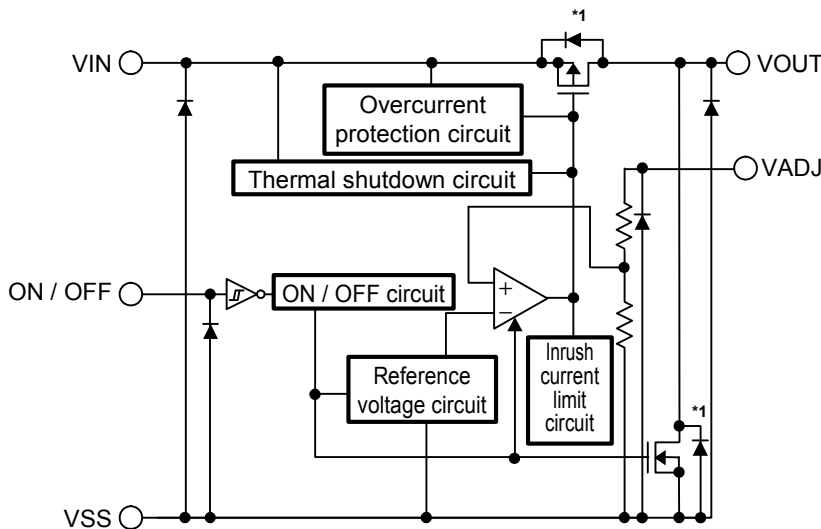 *1
VIN
VOUT
Overcurrent
protection circuit
Thermal shutdown circuit
VADJ
ON / OFF
ON / OFF circuit
+
−
Reference
voltage circuit
Inrush
current
limit
circuit
*1
VSS